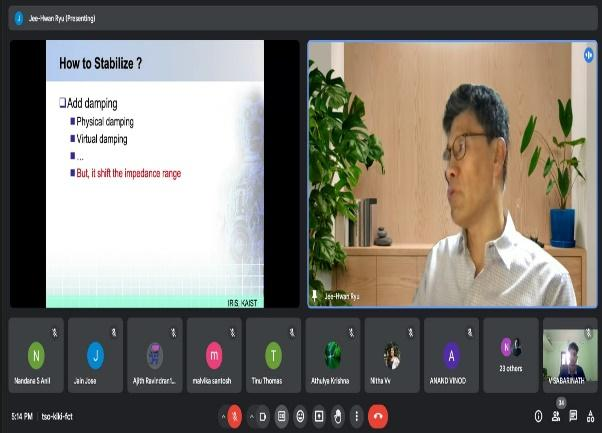 J
Jee-Hwan Ryu (Presenting)
How to Stabilize ?
Add damping
Physical damping
Virtual damping
...
But, it shift the impedance range
IRiS, KAIST
Jee-Hwan Ryu
N
J
m
T
A
N
Nandana S Anil
Jain Jose
Ajith Ravindran t...
malvika santosh
Tinu Thomas
Athulya Krishna
Nitha Vv
ANAND VINOD
23 others
V SABARINATH
34
5:14 PM | tso-kiki-fct